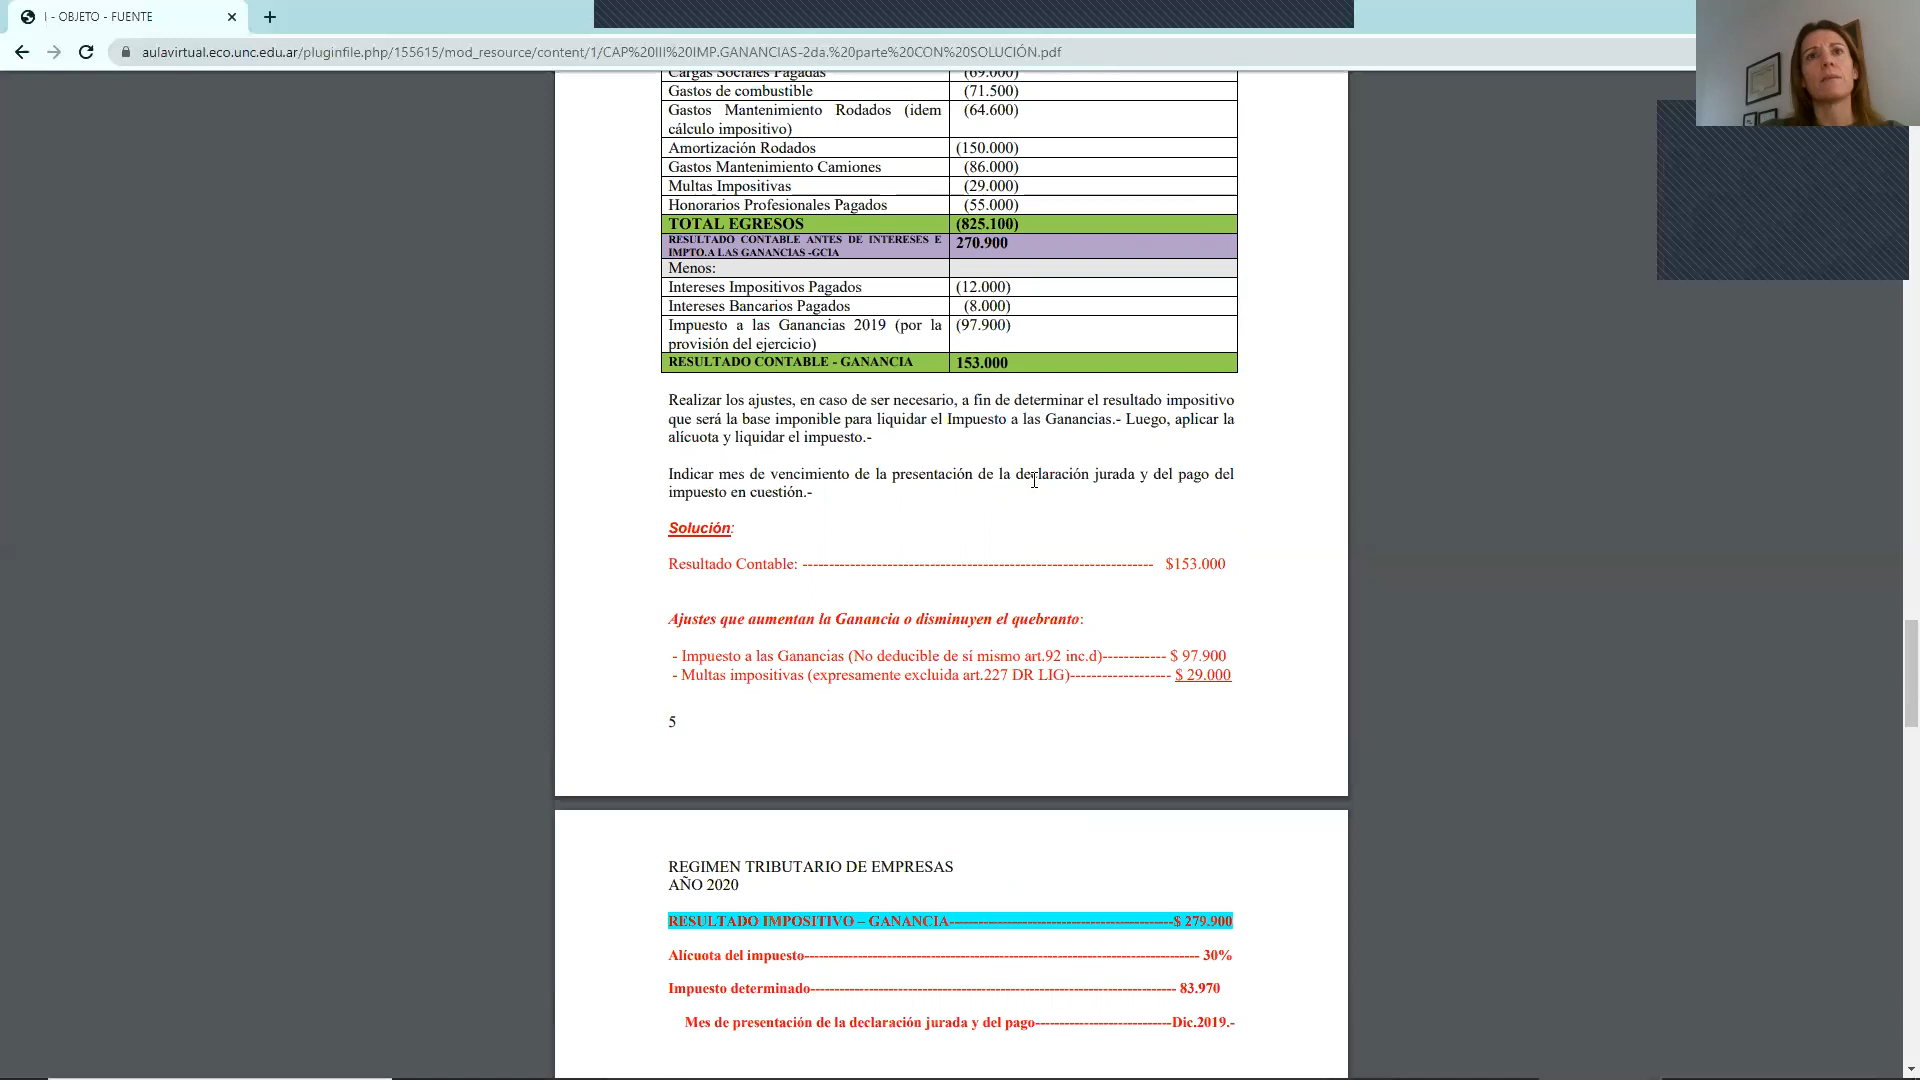 I - OBJETO - FUENTE
aulavirtual.eco.unc.edu.ar/pluginfile.php/155615/mod_resource/content/1/CAP%20III%20IMP.GANANCIAS-2da.%20parte%20CON%20SOLUCIÓN.pdf
Cargas Sociales Pagadas (69.000)
Gastos de combustible (71.500)
Gastos Mantenimiento Rodados (idem (64.600)
cálculo impositivo)
Amortización Rodados (150.000)
Gastos Mantenimiento Camiones (86.000)
Multas Impositivas (29.000)
Honorarios Profesionales Pagados (55.000)
TOTAL EGRESOS (825.100)
RESULTADO CONTABLE ANTES DE INTERESES E 270.900
IMPTO.A LAS GANANCIAS -GCIA
Menos:
Intereses Impositivos Pagados (12.000)
Intereses Bancarios Pagados (8.000)
Impuesto a las Ganancias 2019 (por la (97.900)
provisión del ejercicio)
RESULTADO CONTABLE - GANANCIA 153.000
Realizar los ajustes, en caso de ser necesario, a fin de determinar el resultado impositivo
que será la base imponible para liquidar el Impuesto a las Ganancias.- Luego, aplicar la
alícuota y liquidar el impuesto.-
Indicar mes de vencimiento de la presentación de la declaración jurada y del pago del
impuesto en cuestión.-
Solución:
Resultado Contable: ------------------------------------------------------------------- $153.000
Ajustes que aumentan la Ganancia o disminuyen el quebranto:
- Impuesto a las Ganancias (No deducible de sí mismo art.92 inc.d)------------ $ 97.900
- Multas impositivas (expresamente excluida art.227 DR LIG)------------------- $ 29.000
5
REGIMEN TRIBUTARIO DE EMPRESAS
AÑO 2020
RESULTADO IMPOSITIVO – GANANCIA-------------------------------------------$ 279.900
Alícuota del impuesto--------------------------------------------------------------------------- 30%
Impuesto determinado---------------------------------------------------------------------- 83.970
Mes de presentación de la declaración jurada y del pago--------------------------Dic.2019.-